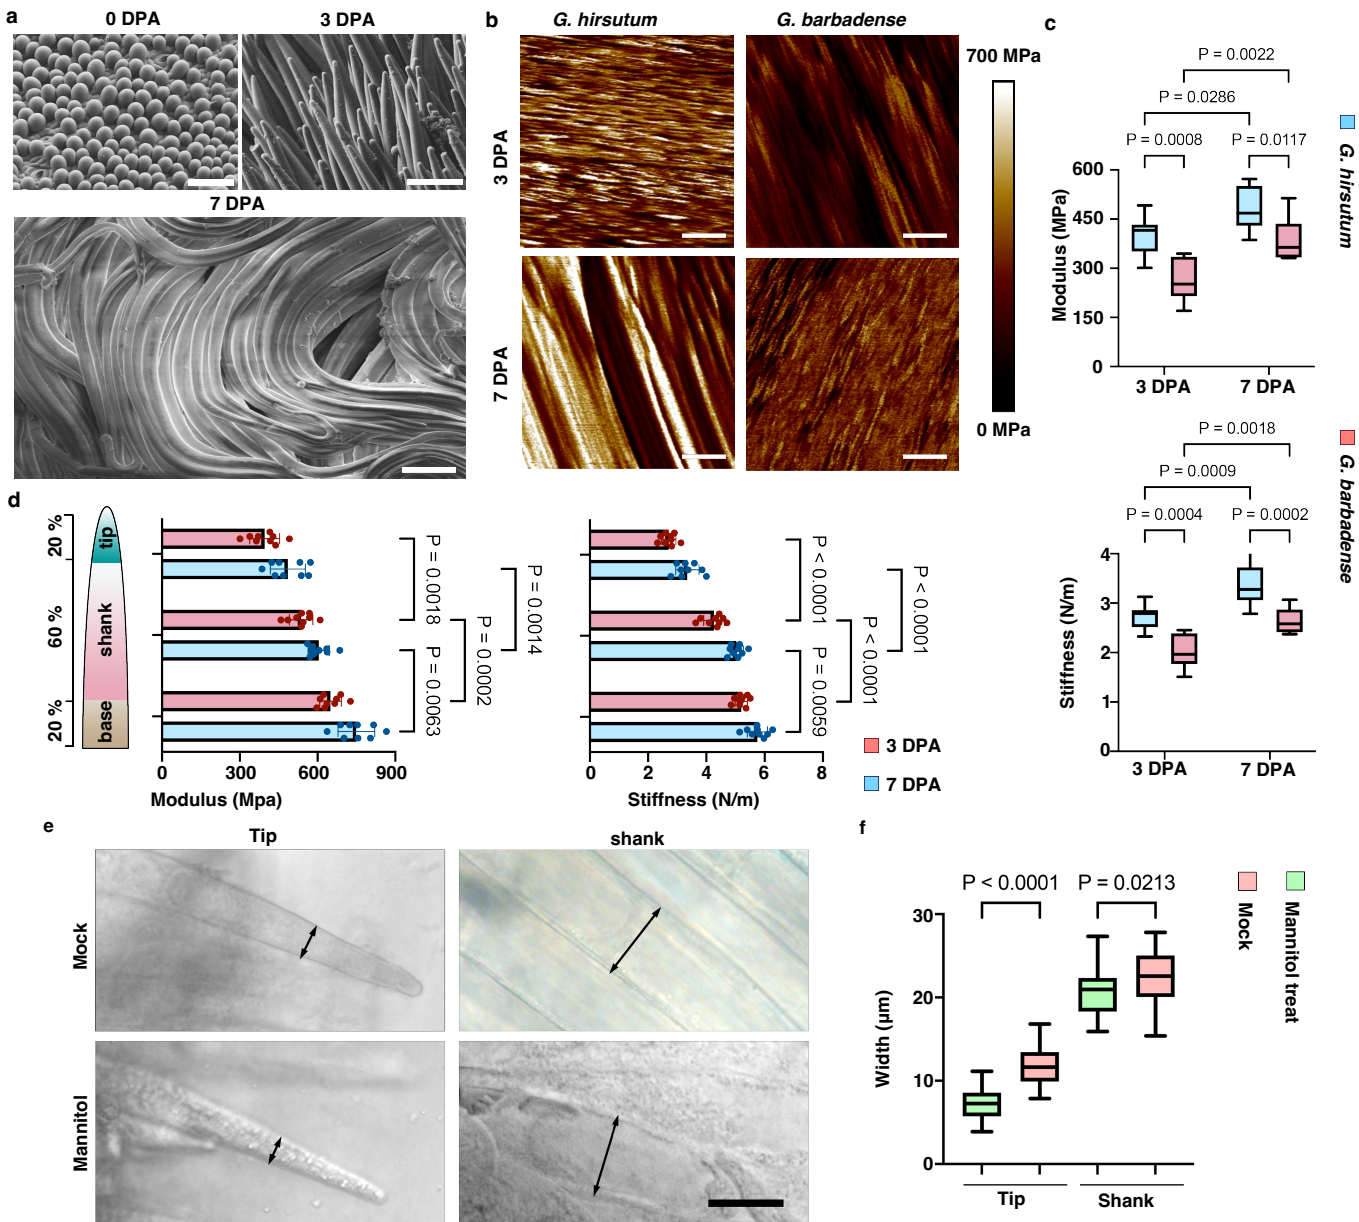 a
0 DPA
3 DPA
7 DPA
b
G. hirsutum
G. barbadense
3 DPA
7 DPA
700 MPa
0 MPa
c
P = 0.0022
P = 0.0286
P = 0.0008
P = 0.0117
600
450
300
150
0
Modulus (MPa)
3 DPA
7 DPA
G. hirsutum
G. barbadense
P = 0.0018
P = 0.0009
P = 0.0004
P = 0.0002
4
3
2
1
0
Stiffness (N/m)
3 DPA
7 DPA
d
20 %
60 %
20 %
tip
shank
base
P = 0.0018
P = 0.0014
P = 0.0002
P = 0.0063
0
300
600
900
Modulus (Mpa)
P < 0.0001
P < 0.0001
P < 0.0001
P = 0.0059
0
2
4
6
8
Stiffness (N/m)
3 DPA
7 DPA
e
Tip
shank
Mock
Mannitol
f
P < 0.0001
P = 0.0213
30
20
10
0
Width (µm)
Tip
Shank
Mock
Mannitol treat